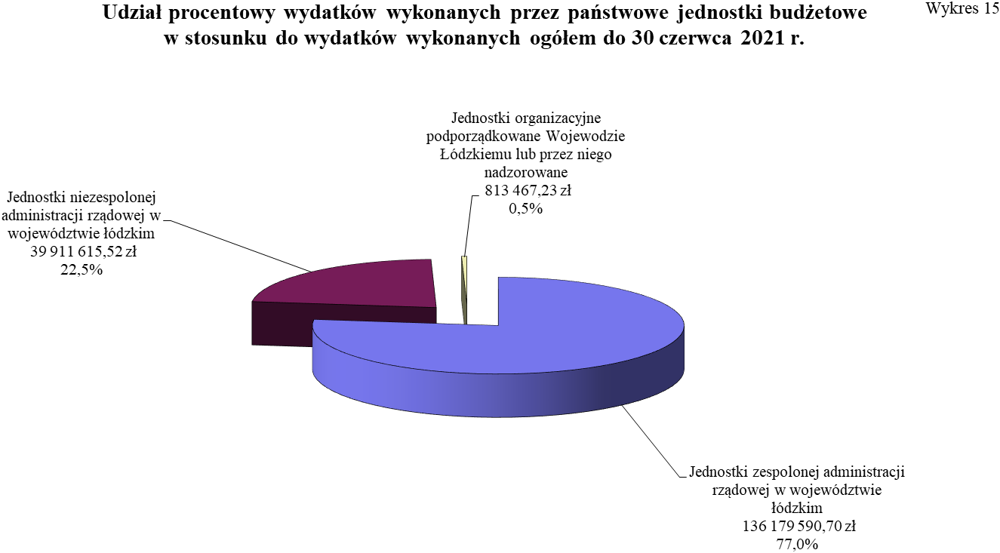 Udział procentowy wydatków wykonanych przez państwowe jednostki budżetowe
w stosunku do wydatków wykonanych ogółem do 30 czerwca 2021 r.
Wykres 15
Jednostki organizacyjne
podporządkowane Wojewodzie
Łódzkiemu lub przez niego
nadzorowane
813 467,23 zł
0,5%
Jednostki niezespolonej
administracji rządowej w
województwie łódzkim
39 911 615,52 zł
22,5%
Jednostki zespolonej administracji
rządowej w województwie
łódzkim
136 179 590,70 zł
77,0%